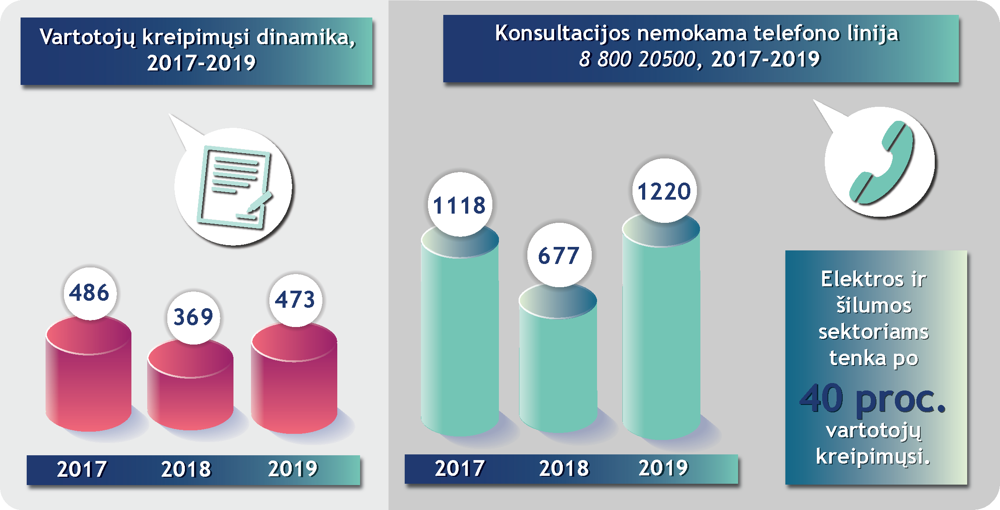 Vartotojų kreipimųsi dinamika,
2017-2019
486
369
473
2017 2018 2019
Konsultacijos nemokama telefono linija
8 800 20500, 2017-2019
1118
677
1220
2017 2018 2019
Elektros ir
šilumos
sektoriams
tenka po
40 proc.
vartotojų
kreipimųsi.